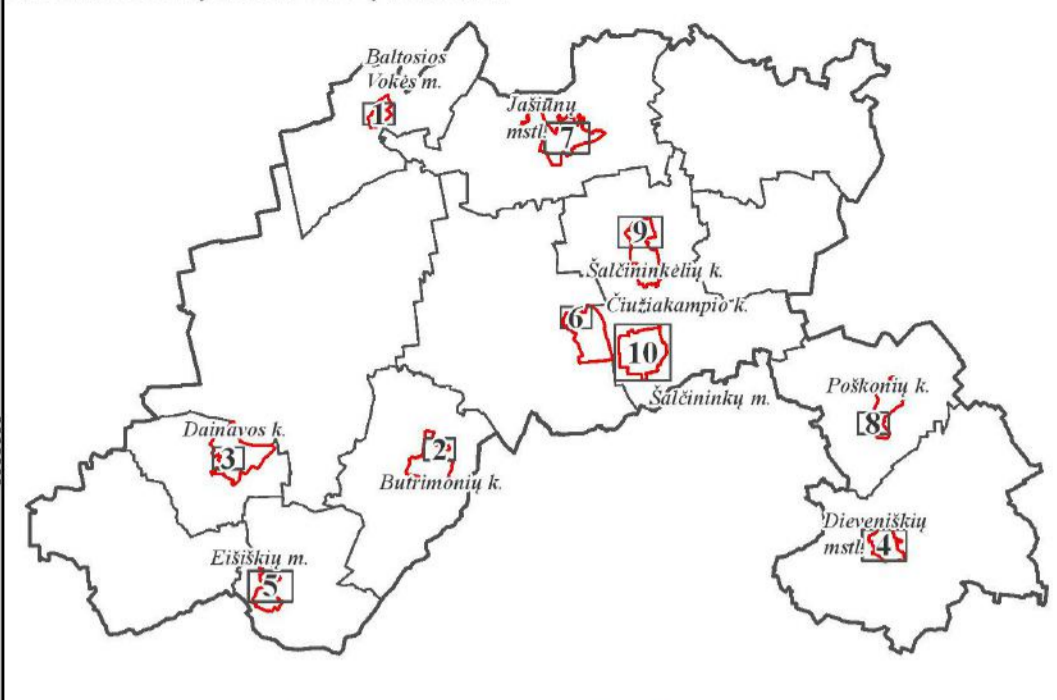 Baltosios
Vokės m.
1
Jašiūnų
mstl.
7
9
Šalčininkėlių k.
6
Čiužiakampio k.
10
Šalčininkų m.
Poškonių k.
8
Dainavos k.
3
2
Butrimonių k.
Dieveniškių
mstl.
4
Eišiškių m.
5